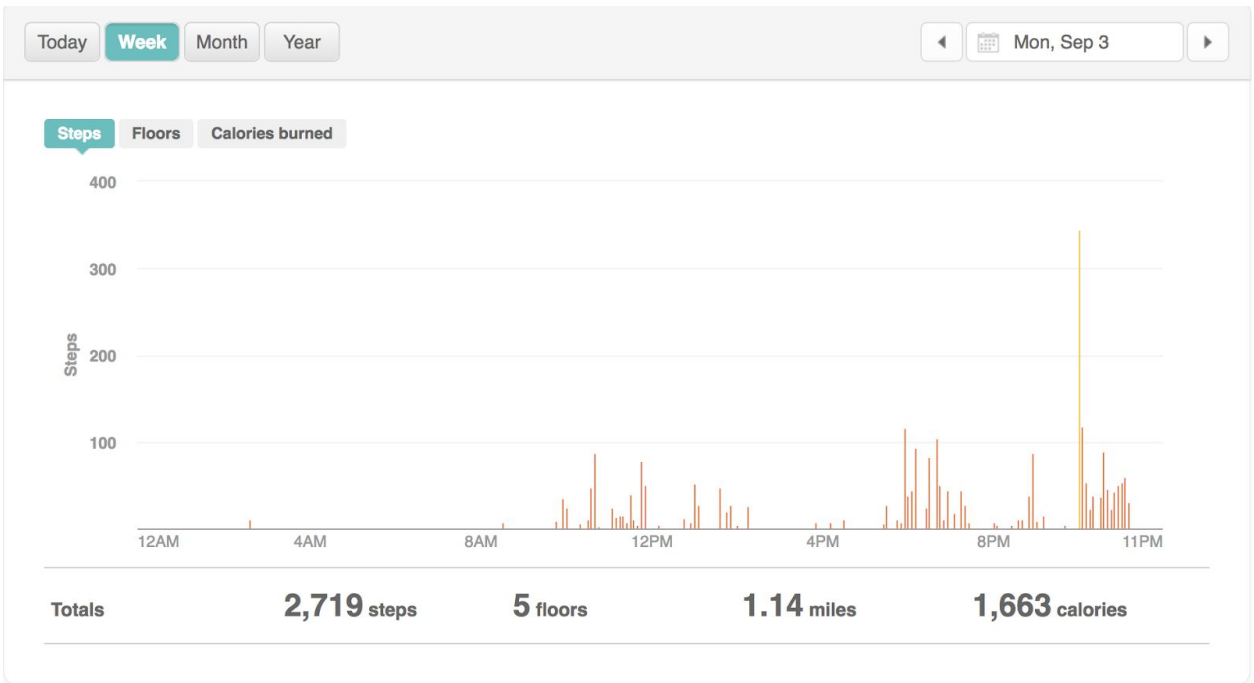 Today Week Month Year Mon, Sep 3
Steps Floors Calories burned
400
300
200
100
Steps
12AM 4AM 8AM 12PM 4PM 8PM 11PM
Totals 2,719 steps 5 floors 1.14 miles 1,663 calories